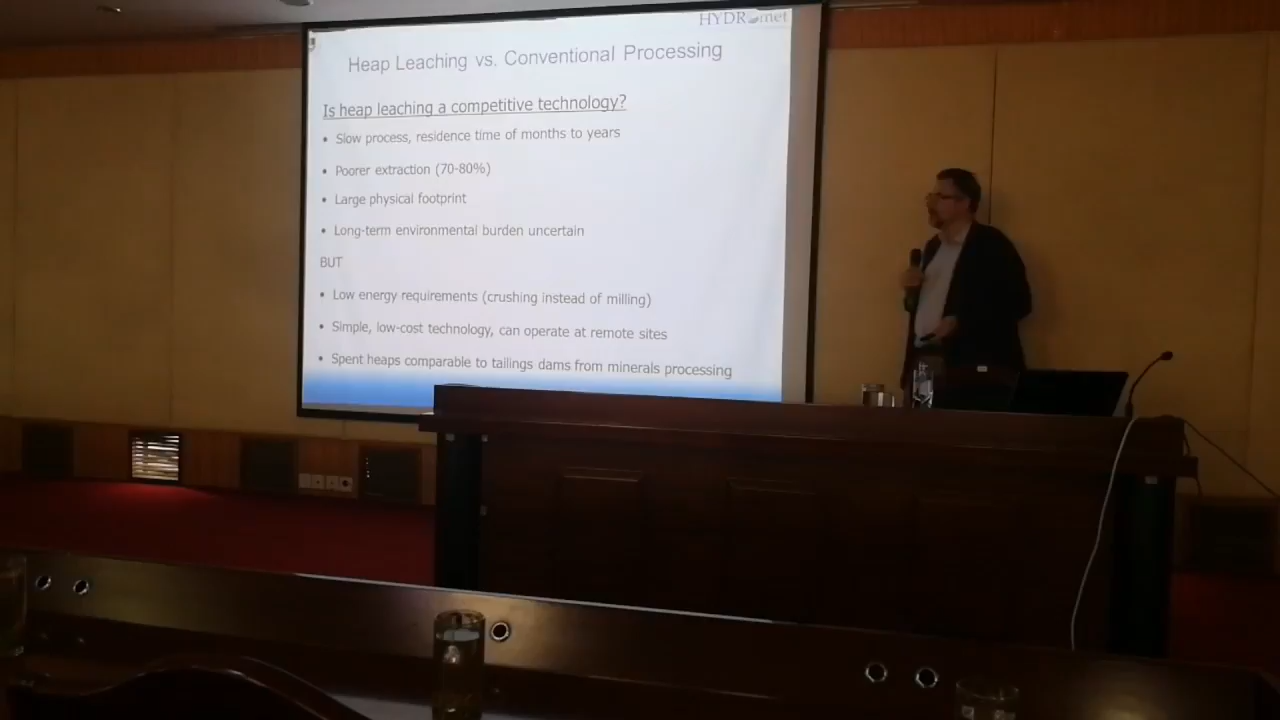 HYDROmet
Heap Leaching vs. Conventional Processing
Is heap leaching a competitive technology?
• Slow process, residence time of months to years
• Poorer extraction (70-80%)
• Large physical footprint
• Long-term environmental burden uncertain
BUT
• Low energy requirements (crushing instead of milling)
• Simple, low-cost technology, can operate at remote sites
• Spent heaps comparable to tailings dams from minerals processing